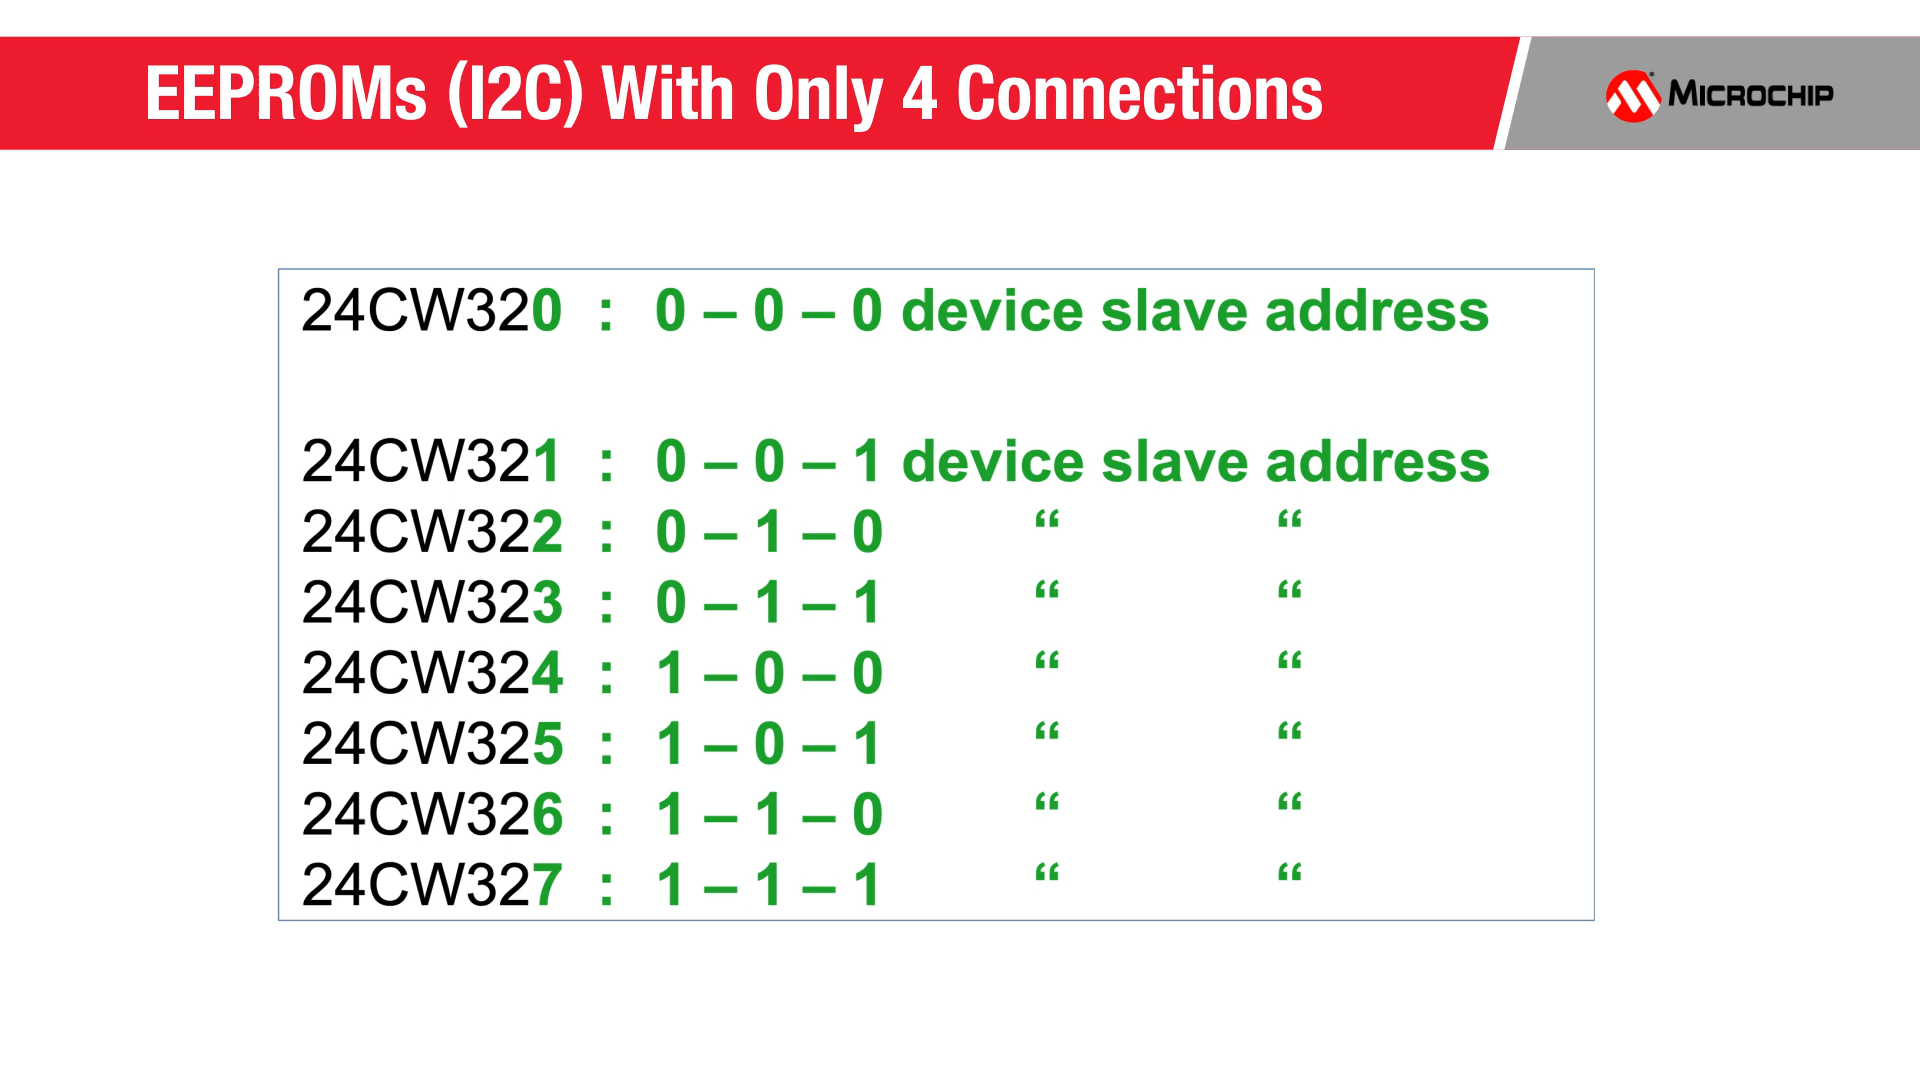 EEPROMs (I2C) With Only 4 Connections
MICROCHIP
24CW320 : 0 – 0 – 0 device slave address
24CW321 : 0 – 0 – 1 device slave address
24CW322 : 0 – 1 – 0 “ “
24CW323 : 0 – 1 – 1 “ “
24CW324 : 1 – 0 – 0 “ “
24CW325 : 1 – 0 – 1 “ “
24CW326 : 1 – 1 – 0 “ “
24CW327 : 1 – 1 – 1 “ “